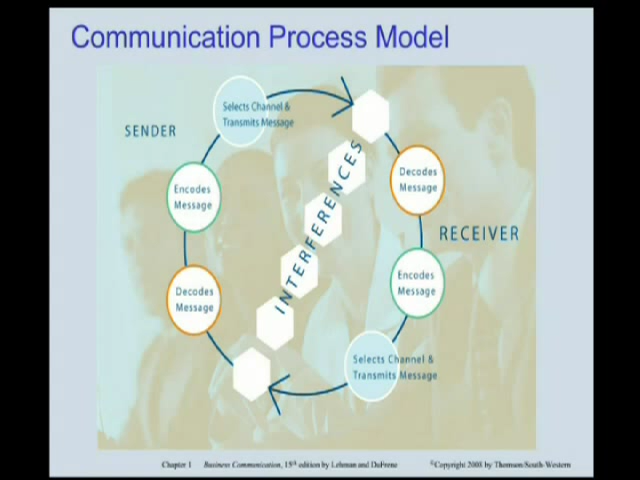 Communication Process Model
Selects Channel &
Transmits Message
SENDER
Encodes
Message
Decodes
Message
INTERFERENCES
Decodes
Message
RECEIVER
Encodes
Message
Selects Channel &
Transmits Message
Chapter 1 Business Communication, 15th edition by Lehman and DuFrene ©Copyright 2008 by Thomson/South-Western